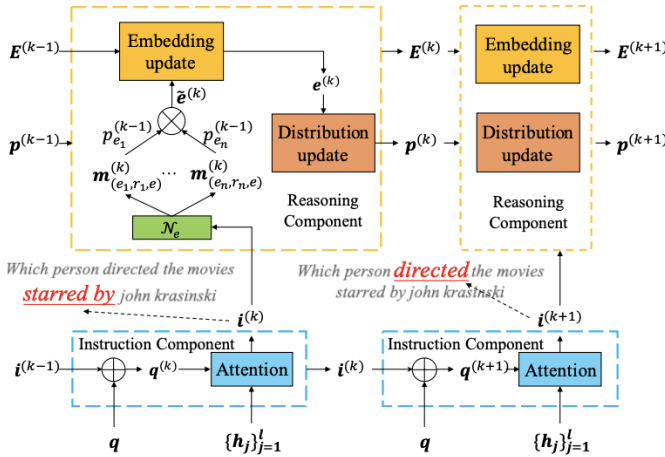 E^(k-1) Embedding update E^(k) Embedding update E^(k+1)
ẽ^(k) e^(k)
p^(k-1) p_{e_1}^(k-1) p_{e_n}^(k-1) Distribution update p^(k) Distribution update p^(k+1)
m_{(e_1,r_1,e)}^(k) ... m_{(e_n,r_n,e)}^(k)
Reasoning Component Reasoning Component
𝒩_e
Which person directed the movies
starred by john krasinski
Which person directed the movies
starred by john krasinski
i^(k) i^(k+1)
Instruction Component Instruction Component
i^(k-1) q^(k) Attention i^(k) q^(k+1) Attention
q {h_j}_{j=1}^l q {h_j}_{j=1}^l